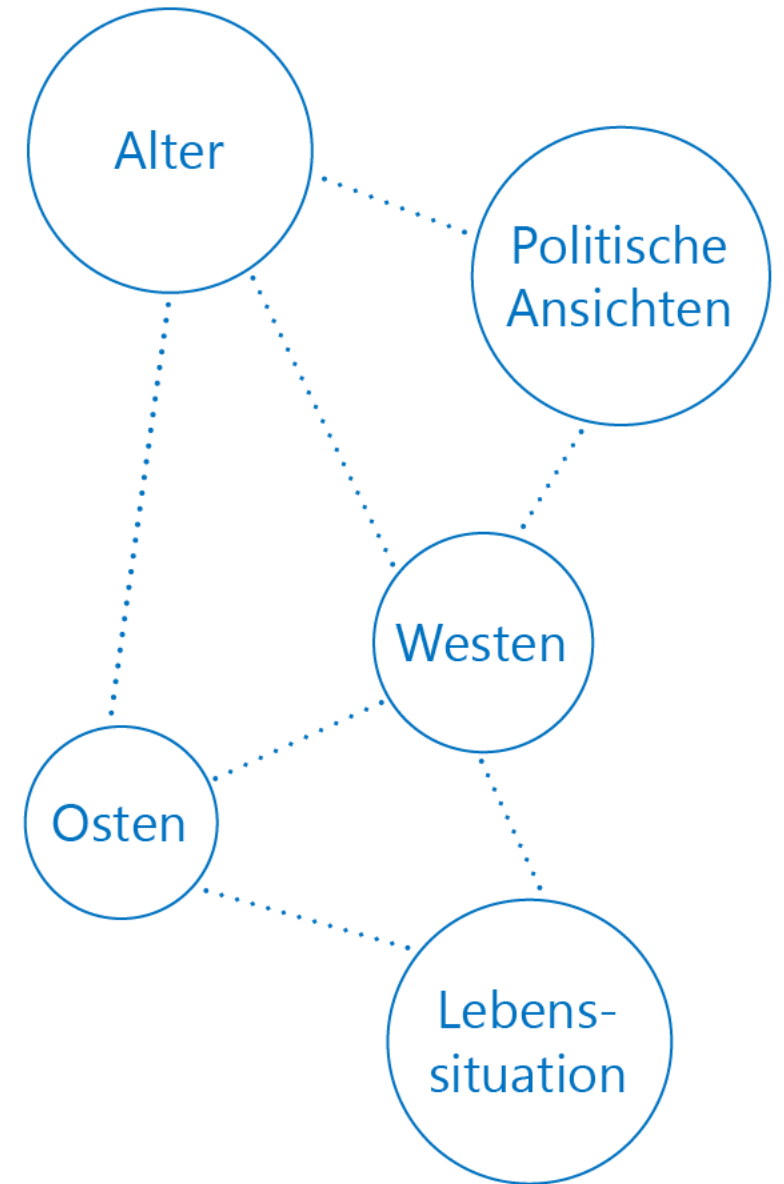 Alter
Politische
Ansichten
Westen
Osten
Lebens-
situation